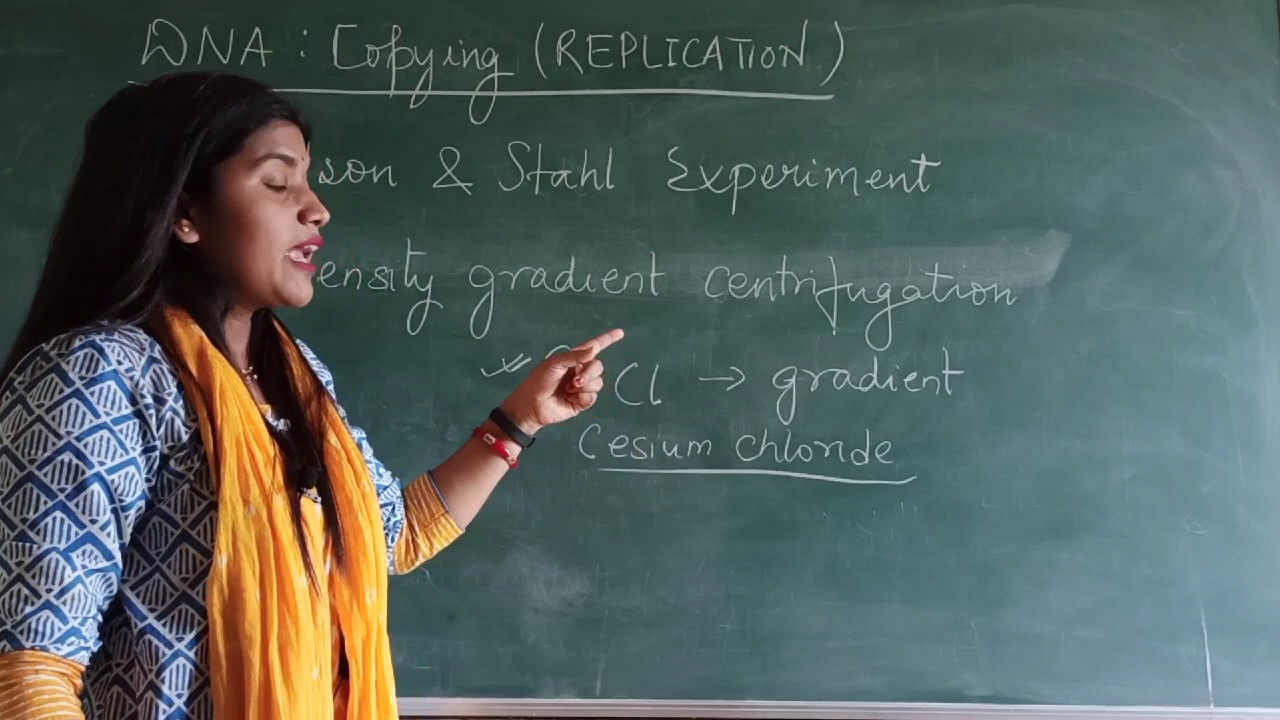 DNA : Copying (REPLICATION)
son & Stahl Experiment
ensity gradient centrifugation
Cl → gradient
Cesium chloride